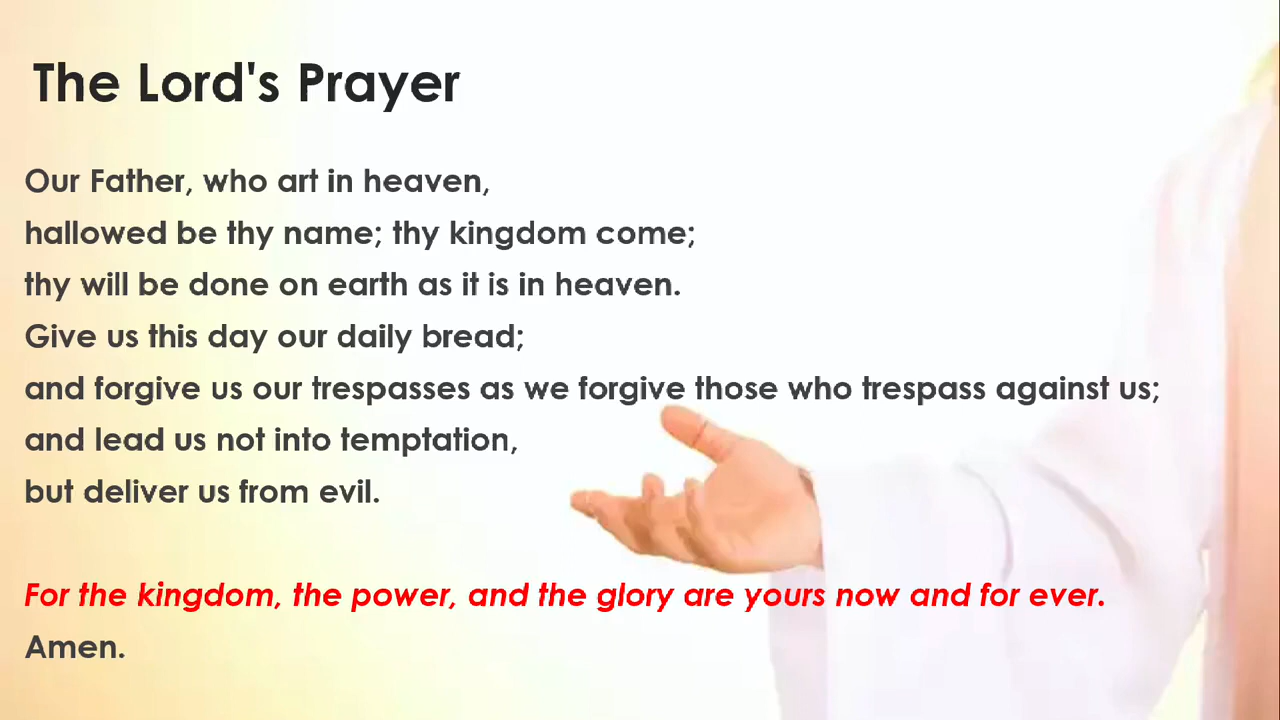 The Lord's Prayer
Our Father, who art in heaven,
hallowed be thy name; thy kingdom come;
thy will be done on earth as it is in heaven.
Give us this day our daily bread;
and forgive us our trespasses as we forgive those who trespass against us;
and lead us not into temptation,
but deliver us from evil.
For the kingdom, the power, and the glory are yours now and for ever.
Amen.